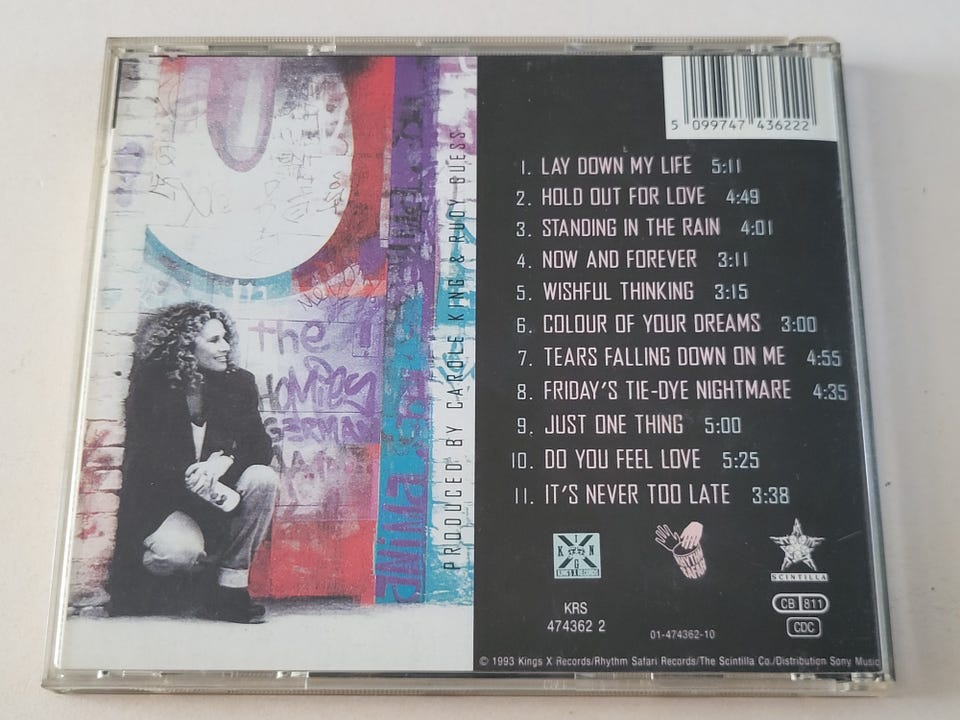 5 099747 436222
1. LAY DOWN MY LIFE 5:11
2. HOLD OUT FOR LOVE 4:49
3. STANDING IN THE RAIN 4:01
4. NOW AND FOREVER 3:11
5. WISHFUL THINKING 3:15
6. COLOUR OF YOUR DREAMS 3:00
7. TEARS FALLING DOWN ON ME 4:55
8. FRIDAY'S TIE-DYE NIGHTMARE 4:35
9. JUST ONE THING 5:00
10. DO YOU FEEL LOVE 5:25
11. IT'S NEVER TOO LATE 3:38
PRODUCED BY CAROLE KING & RUDY GUESS
the
HOMIES
GERMAN
K N
G
KING'S X RECORDS
SCINTILLA
KRS
474362 2
01-474362-10
CB 811
CDC
© 1993 Kings X Records/Rhythm Safari Records/The Scintilla Co./Distribution Sony Music